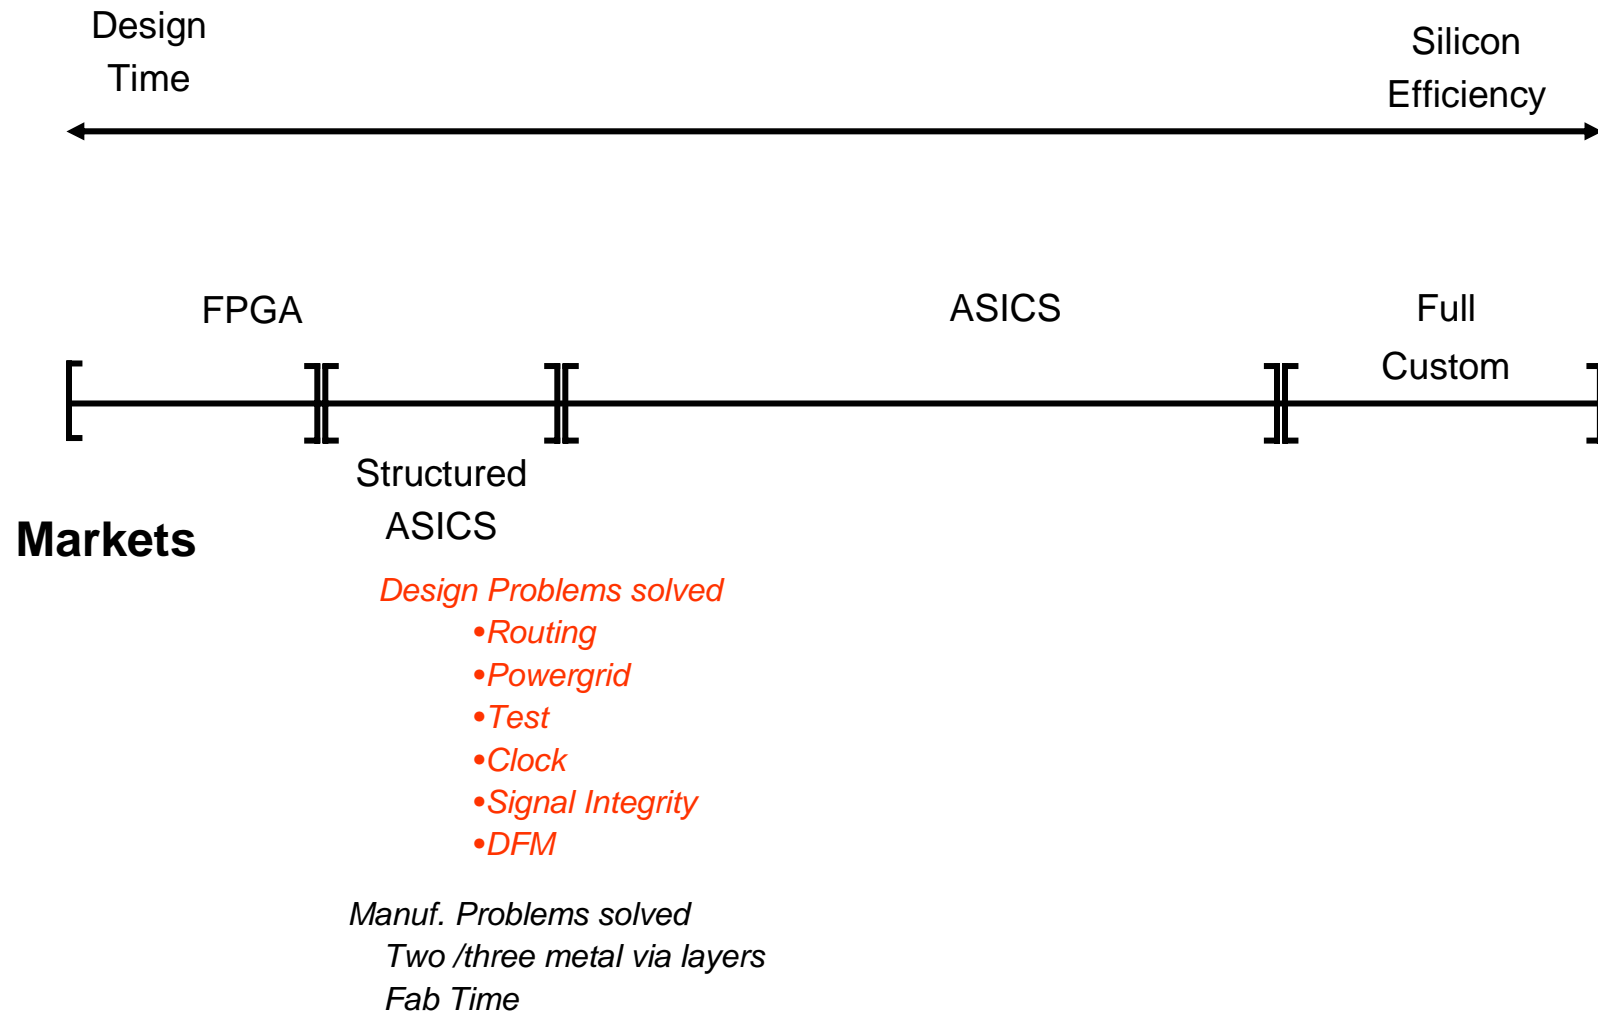 Design
Time
Silicon
Efficiency
FPGA
ASICS
Full
Custom
Structured
ASICS
Markets
Design Problems solved
•Routing
•Powergrid
•Test
•Clock
•Signal Integrity
•DFM
Manuf. Problems solved
Two /three metal via layers
Fab Time